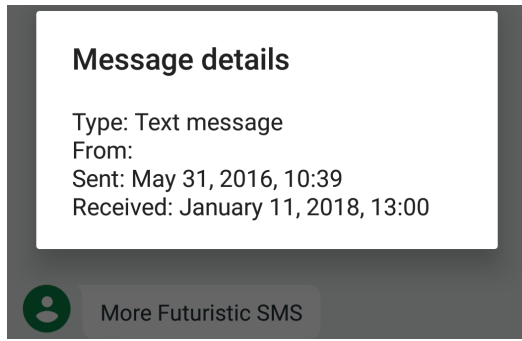 Message details
Type: Text message
From:
Sent: May 31, 2016, 10:39
Received: January 11, 2018, 13:00
More Futuristic SMS